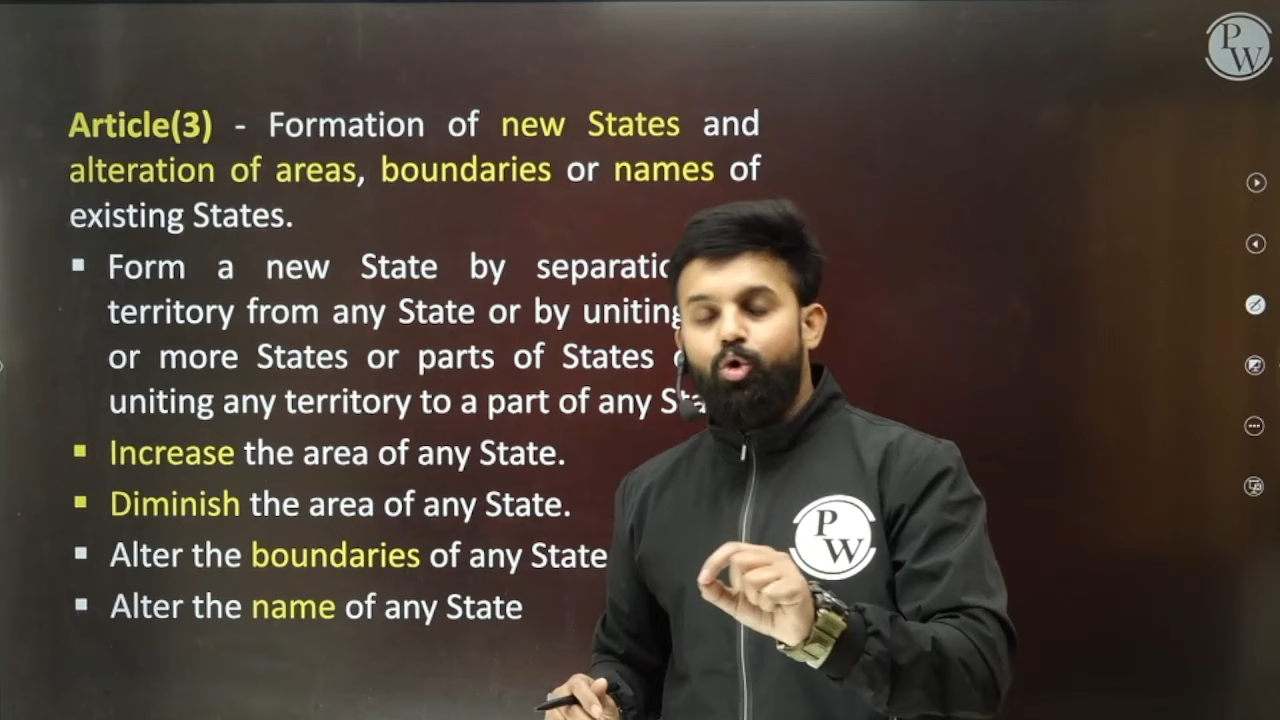 PW
Article(3) - Formation of new States and
alteration of areas, boundaries or names of
existing States.
▪ Form a new State by
territory from any State or by
or more States or parts of States
uniting any territory to a part of any
▪ Increase the area of any State.
▪ Diminish the area of any State.
▪ Alter the boundaries of any State
▪ Alter the name of any State
PW